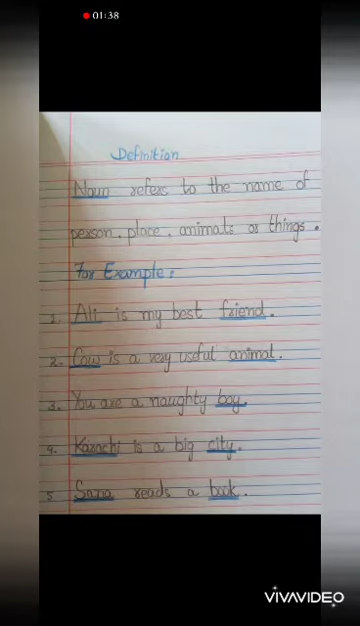 01:38
Definition
Noun refers to the name of
person, place, animals or things.
For Example:
1. Ali is my best friend.
2. Cow is a very useful animal.
3. You are a naughty boy.
4. Karachi is a big city.
5 Sana reads a book.
VIVAVIDEO